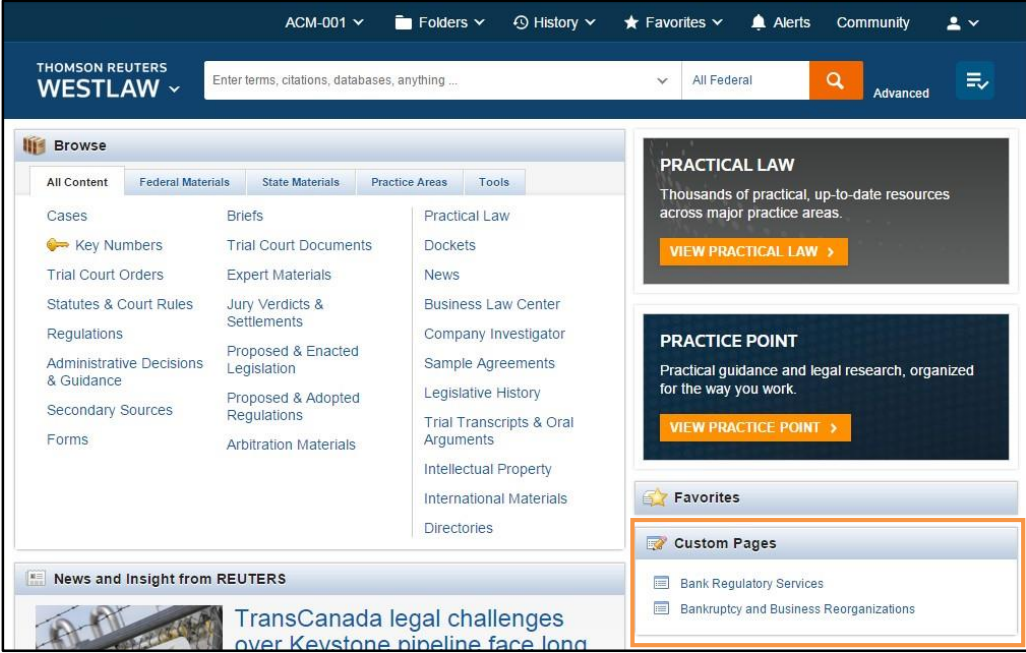 ACM-001 Folders History Favorites Alerts Community
THOMSON REUTERS
WESTLAW
Enter terms, citations, databases, anything ...
All Federal
Advanced
Browse
All Content Federal Materials State Materials Practice Areas Tools
Cases
Key Numbers
Trial Court Orders
Statutes & Court Rules
Regulations
Administrative Decisions
& Guidance
Secondary Sources
Forms
Briefs
Trial Court Documents
Expert Materials
Jury Verdicts &
Settlements
Proposed & Enacted
Legislation
Proposed & Adopted
Regulations
Arbitration Materials
Practical Law
Dockets
News
Business Law Center
Company Investigator
Sample Agreements
Legislative History
Trial Transcripts & Oral
Arguments
Intellectual Property
International Materials
Directories
PRACTICAL LAW
Thousands of practical, up-to-date resources
across major practice areas.
VIEW PRACTICAL LAW
PRACTICE POINT
Practical guidance and legal research, organized
for the way you work.
VIEW PRACTICE POINT
Favorites
Custom Pages
Bank Regulatory Services
Bankruptcy and Business Reorganizations
News and Insight from REUTERS
TransCanada legal challenges
over Keystone pipeline face long